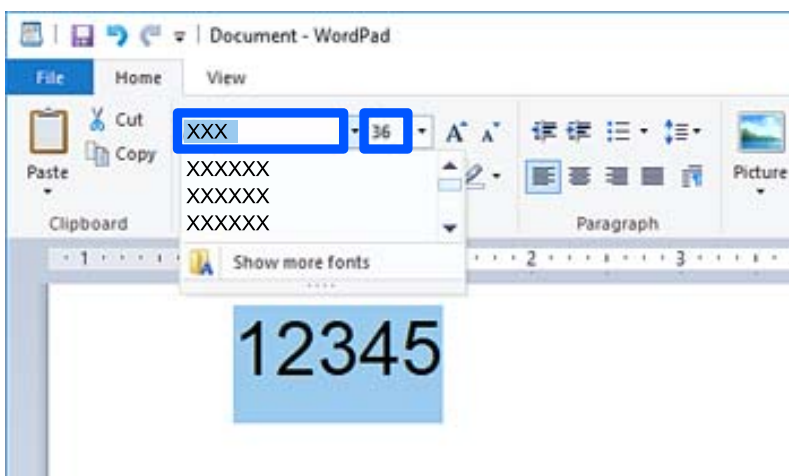 Document - WordPad
File Home View
Cut
Copy
Paste
Clipboard
XXX 36 A A
XXXXXX
XXXXXX
XXXXXX
Show more fonts
Paragraph
Picture
1 2 3
12345